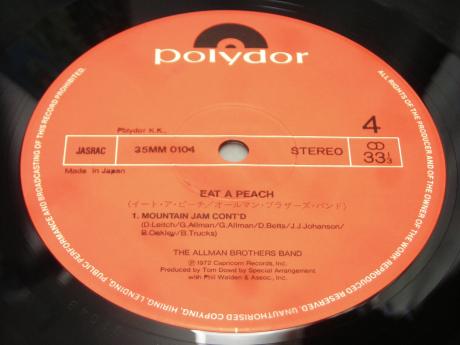 polydor
Polydor K.K.,
4
JASRAC
35MM 0104
STEREO
33⅓
Made in Japan
EAT A PEACH
(イート・ア・ピーチ/オールマン・ブラザーズ・バンド)
1. MOUNTAIN JAM CONT'D
(D.Leitch/G.Allman/G.Allman/D.Betts/J.J.Johanson/
B.Oakley/B.Trucks)
THE ALLMAN BROTHERS BAND
Ⓟ1972 Capricorn Records, Inc.
Produced by Tom Dowd by Special Arrangement
with Phil Walden & Assoc., Inc.
ALL RIGHTS OF THE PRODUCER AND OF THE OWNER OF THE WORK REPRODUCED RESERVED. UNAUTHORISED COPYING, HIRING, LENDING, PUBLIC PERFORMANCE AND BROADCASTING OF THIS RECORD PROHIBITED.